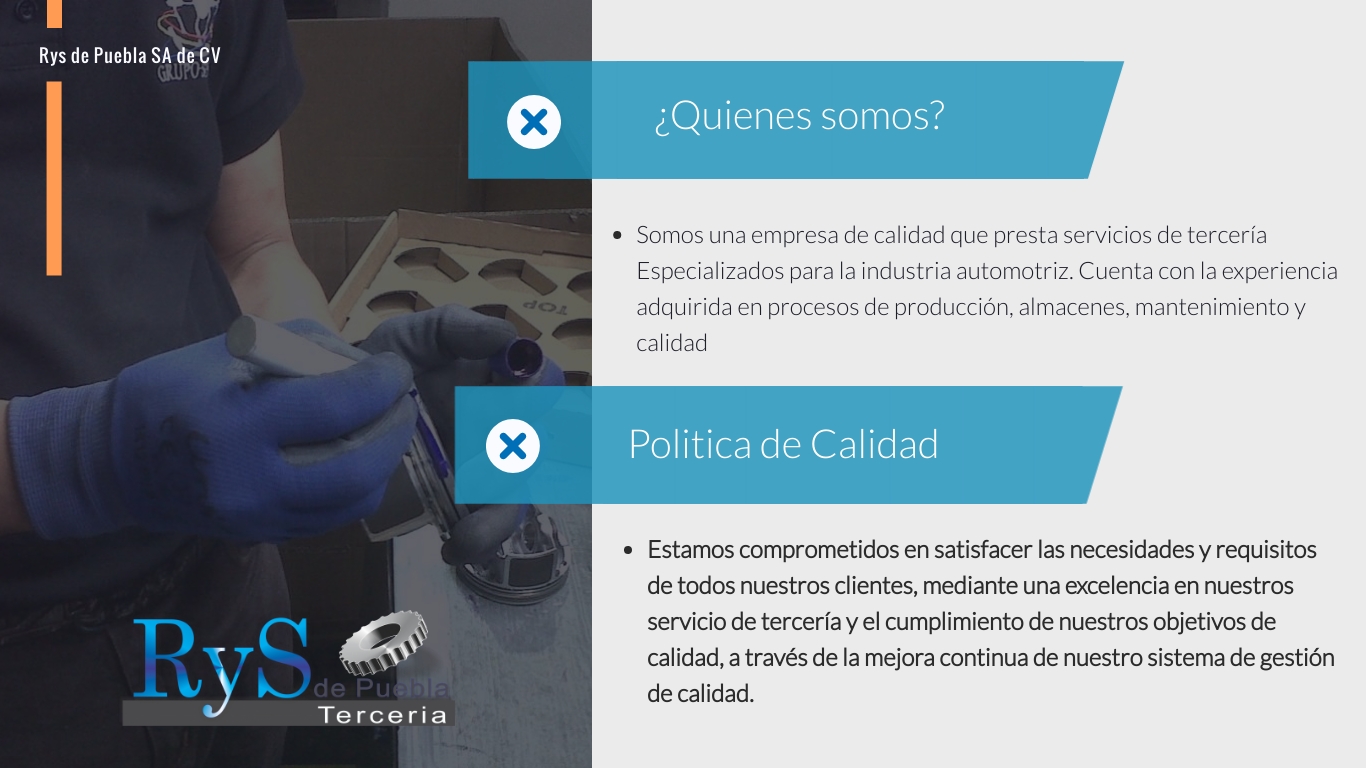 Rys de Puebla SA de CV
GRUPO
¿Quienes somos?
Somos una empresa de calidad que presta servicios de tercería
Especializados para la industria automotriz. Cuenta con la experiencia
adquirida en procesos de producción, almacenes, mantenimiento y
calidad
TOP
Politica de Calidad
Estamos comprometidos en satisfacer las necesidades y requisitos
de todos nuestros clientes, mediante una excelencia en nuestros
servicio de tercería y el cumplimiento de nuestros objetivos de
calidad, a través de la mejora continua de nuestro sistema de gestión
de calidad.
RyS
de Puebla
Terceria